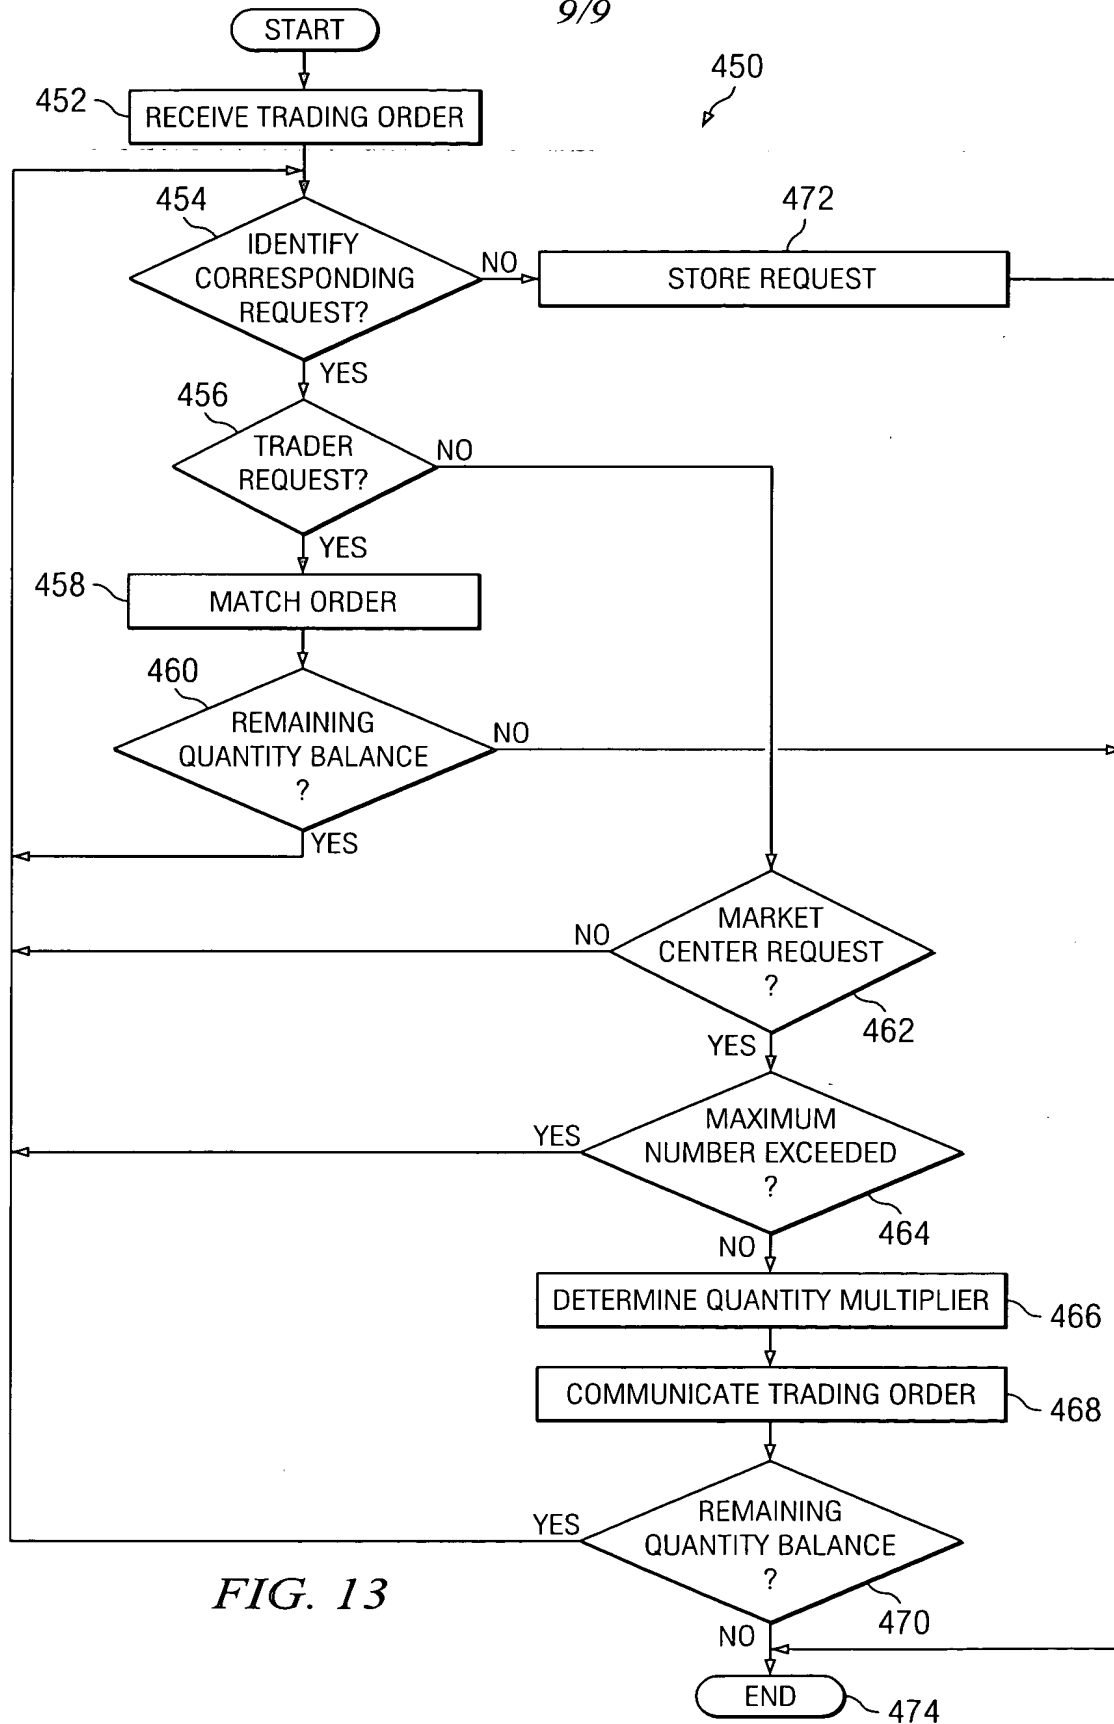 9/9
START
450
452
RECEIVE TRADING ORDER
454
IDENTIFY
CORRESPONDING
REQUEST?
NO
472
STORE REQUEST
YES
456
TRADER
REQUEST?
NO
YES
458
MATCH ORDER
460
REMAINING
QUANTITY BALANCE
?
NO
YES
MARKET
CENTER REQUEST
?
NO
462
YES
MAXIMUM
NUMBER EXCEEDED
?
YES
464
NO
DETERMINE QUANTITY MULTIPLIER
466
COMMUNICATE TRADING ORDER
468
REMAINING
QUANTITY BALANCE
?
YES
470
NO
END
474
FIG. 13